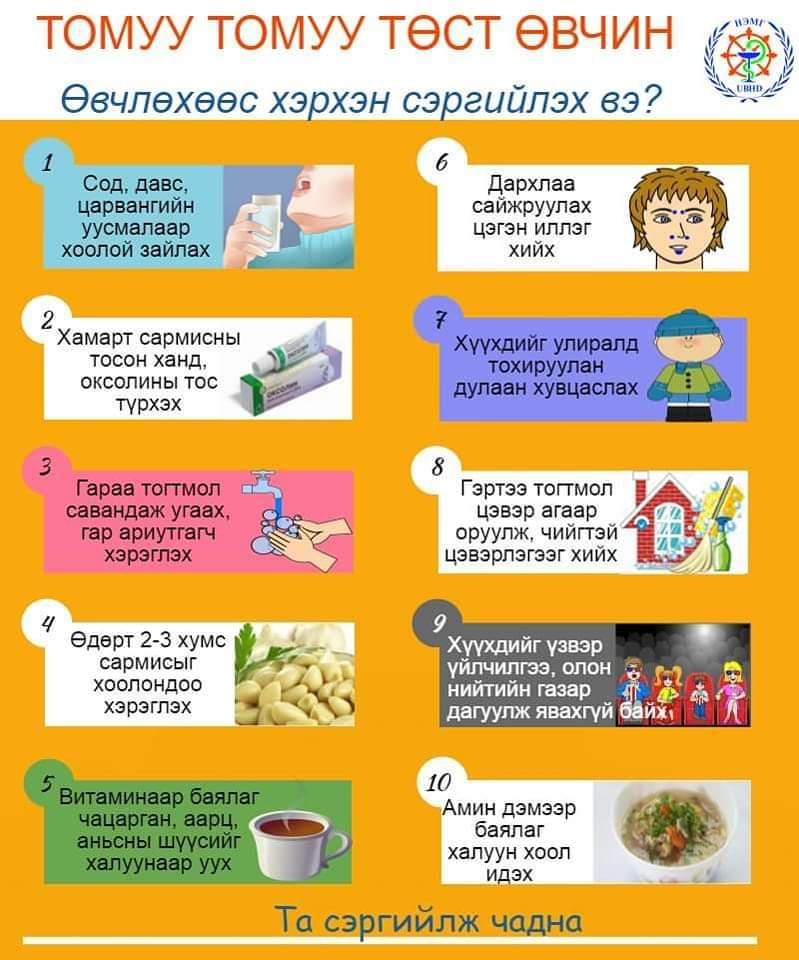 ТОМУУ ТОМУУ ТӨСТ ӨВЧИН
НЭМГ
UBHD
Өвчлөхөөс хэрхэн сэргийлэх вэ?
1
Сод, давс,
царвангийн
уусмалаар
хоолой зайлах
2
Хамарт сармисны
тосон ханд,
оксолины тос
түрхэх
ОКСОЛИН
3
Гараа тогтмол
савандаж угаах,
гар ариутгагч
хэрэглэх
4
Өдөрт 2-3 хумс
сармисыг
хоолондоо
хэрэглэх
5
Витаминаар баялаг
чацарган, аарц,
аньсны шүүсийг
халуунаар уух
6
Дархлаа
сайжруулах
цэгэн иллэг
хийх
7
Хүүхдийг улиралд
тохируулан
дулаан хувцаслах
8
Гэртээ тогтмол
цэвэр агаар
оруулж, чийгтэй
цэвэрлэгээг хийх
9
Хүүхдийг үзвэр
үйлчилгээ, олон
нийтийн газар
дагуулж явахгүй байх,
10
Амин дэмээр
баялаг
халуун хоол
идэх
Та сэргийлж чадна